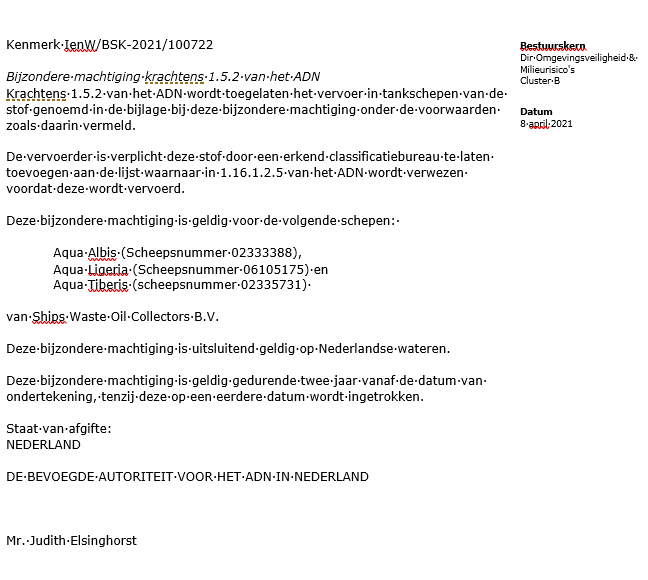 Kenmerk IenW/BSK-2021/100722
Bijzondere machtiging krachtens 1.5.2 van het ADN
Krachtens 1.5.2 van het ADN wordt toegelaten het vervoer in tankschepen van de
stof genoemd in de bijlage bij deze bijzondere machtiging onder de voorwaarden
zoals daarin vermeld.
De vervoerder is verplicht deze stof door een erkend classificatiebureau te laten
toevoegen aan de lijst waarnaar in 1.16.1.2.5 van het ADN wordt verwezen
voordat deze wordt vervoerd.
Deze bijzondere machtiging is geldig voor de volgende schepen:
Aqua Albis (Scheepsnummer 02333388),
Aqua Ligeria (Scheepsnummer 06105175) en
Aqua Tiberis (scheepsnummer 02335731)
van Ships Waste Oil Collectors B.V.
Deze bijzondere machtiging is uitsluitend geldig op Nederlandse wateren.
Deze bijzondere machtiging is geldig gedurende twee jaar vanaf de datum van
ondertekening, tenzij deze op een eerdere datum wordt ingetrokken.
Staat van afgifte:
NEDERLAND
DE BEVOEGDE AUTORITEIT VOOR HET ADN IN NEDERLAND
Mr. Judith Elsinghorst
Bestuurskern
Dir Omgevingsveiligheid &
Milieurisico's
Cluster B
Datum
8 april 2021